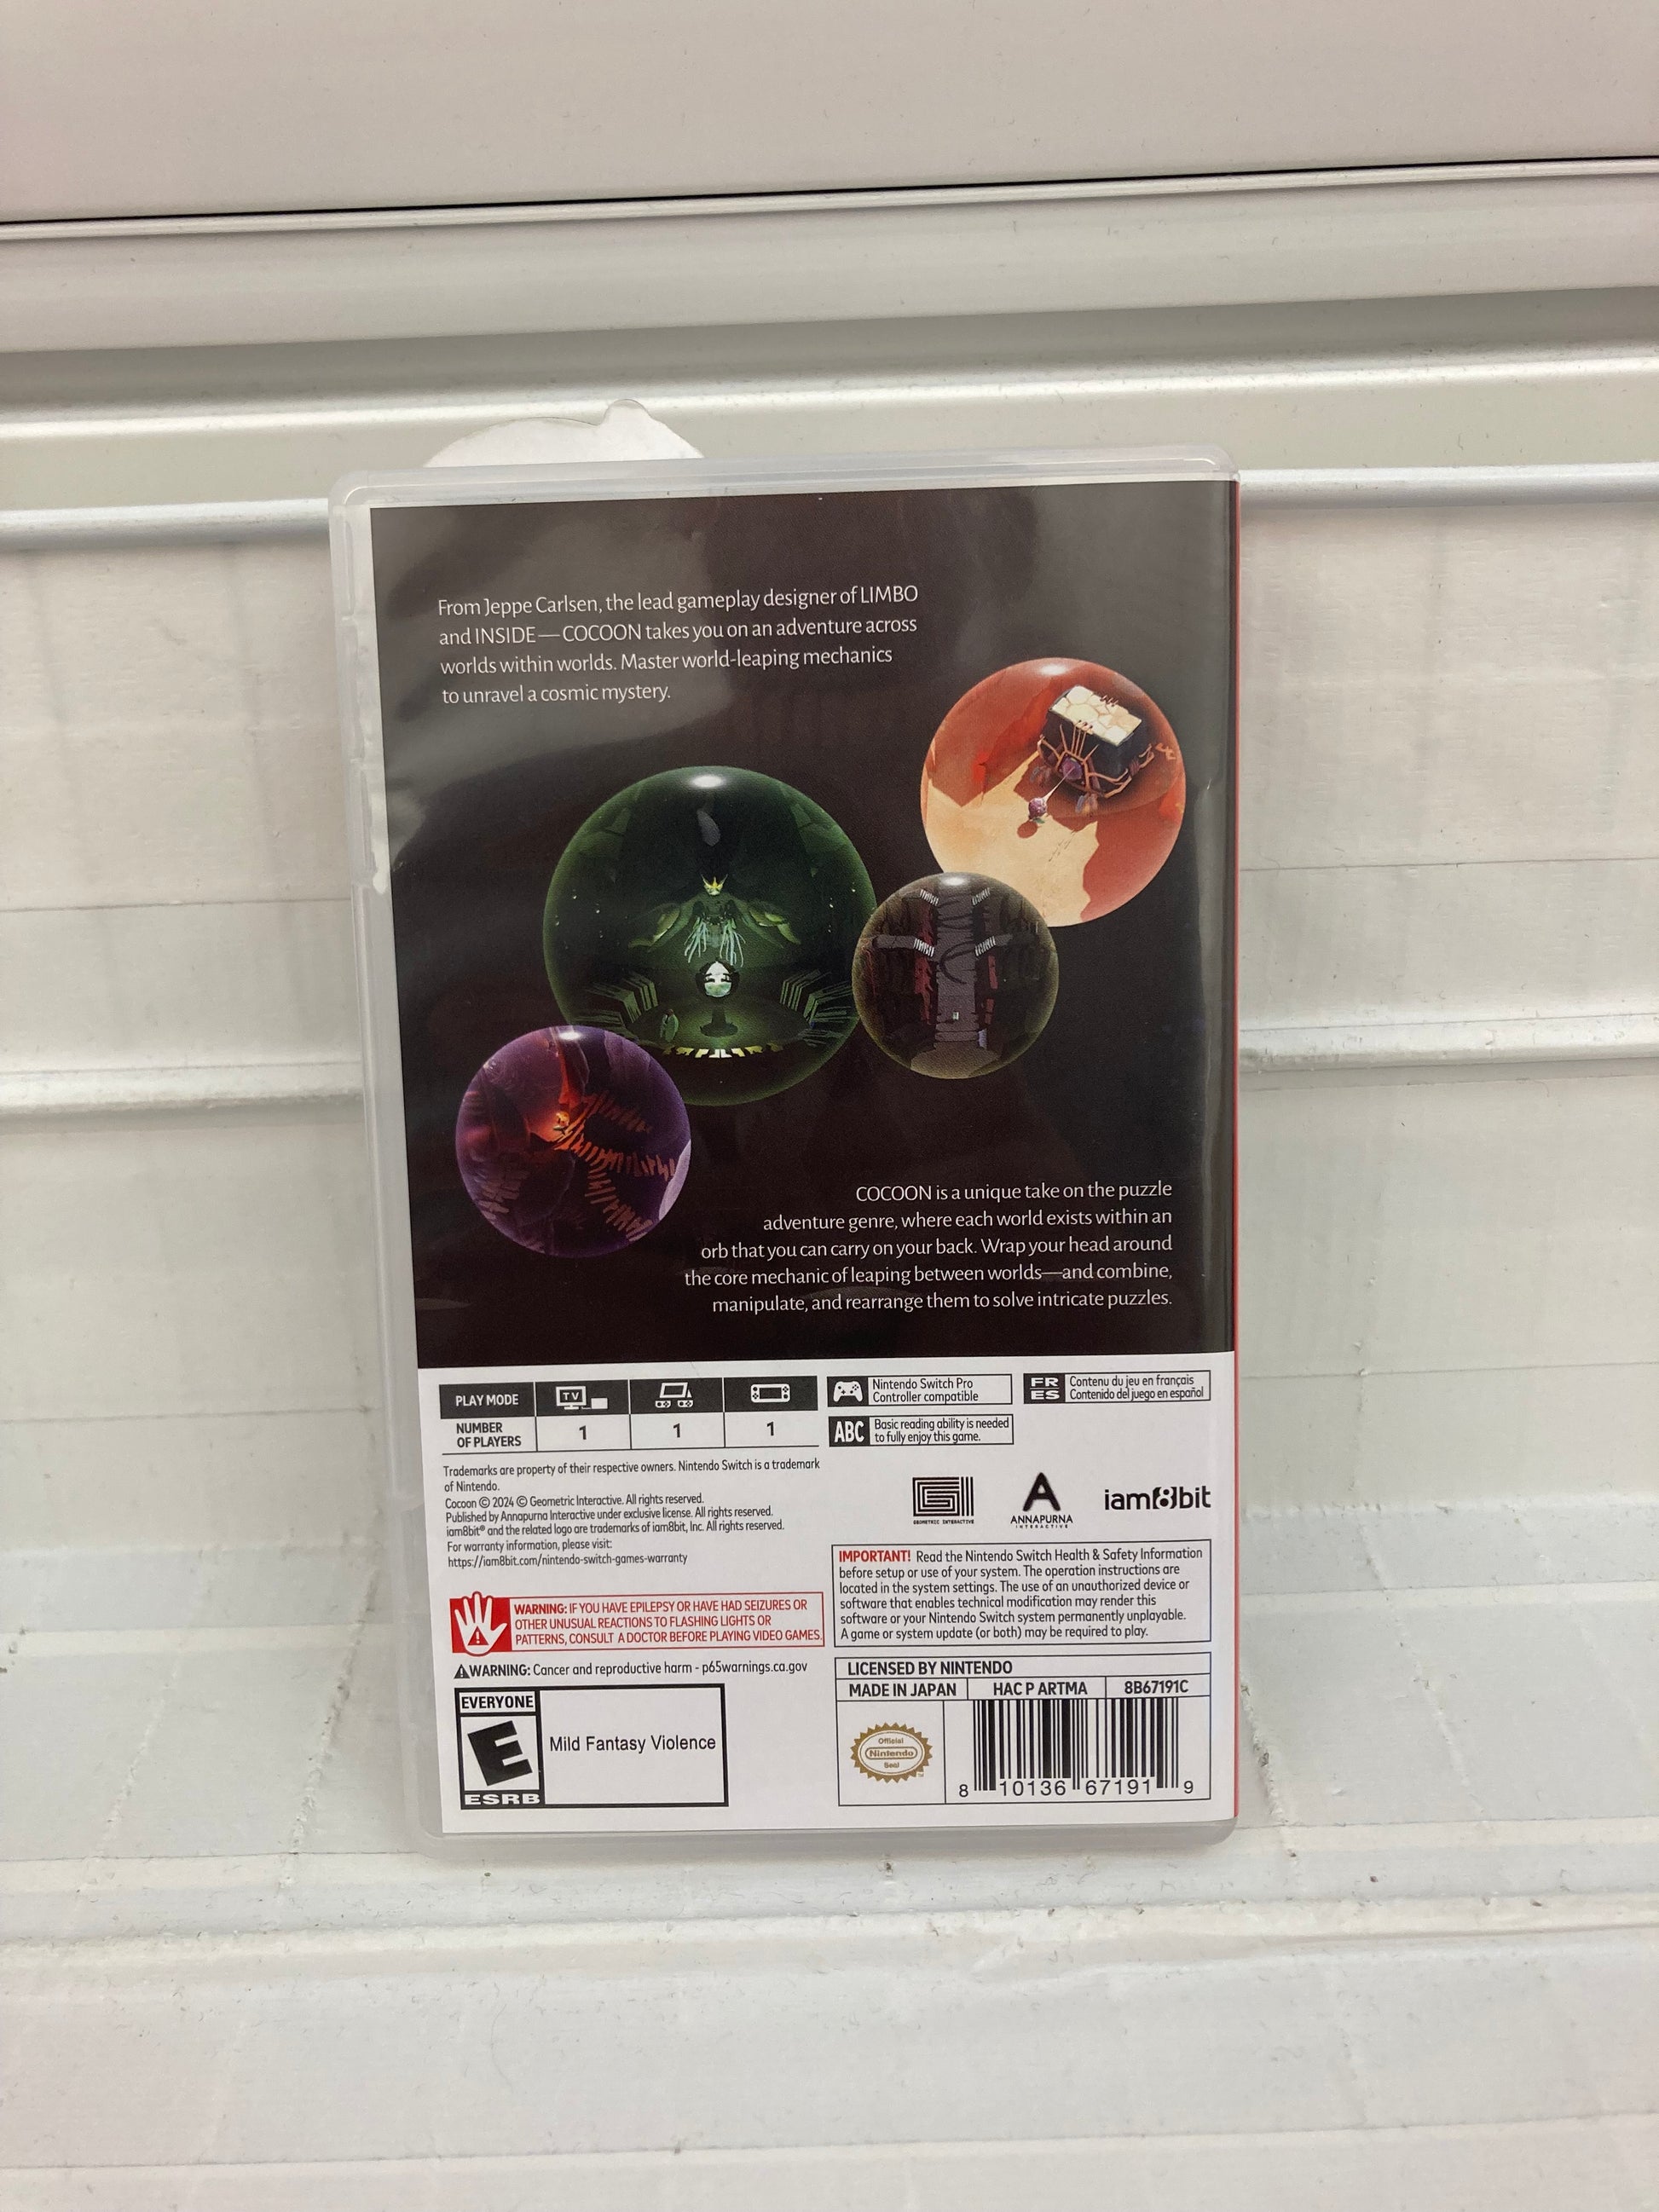 From Jeppe Carlsen, the lead gameplay designer of LIMBO
and INSIDE—COCOON takes you on an adventure across
worlds within worlds. Master world-leaping mechanics
to unravel a cosmic mystery.
COCOON is a unique take on the puzzle
adventure genre, where each world exists within an
orb that you can carry on your back. Wrap your head around
the core mechanic of leaping between worlds—and combine,
manipulate, and rearrange them to solve intricate puzzles.
PLAY MODE
TV
NUMBER
OF PLAYERS
1 1 1
Nintendo Switch Pro
Controller compatible
FR
ES
Contenu du jeu en français
Contenido del juego en español
ABC
Basic reading ability is needed
to fully enjoy this game.
Trademarks are property of their respective owners. Nintendo Switch is a trademark
of Nintendo.
Cocoon © 2024 © Geometric Interactive. All rights reserved.
Published by Annapurna Interactive under exclusive license. All rights reserved.
iam8bit® and the related logo are trademarks of iam8bit, Inc. All rights reserved.
For warranty information, please visit:
https://iam8bit.com/nintendo-switch-games-warranty
GEOMETRIC INTERACTIVE
A
ANNAPURNA
INTERACTIVE
iam8bit
WARNING: IF YOU HAVE EPILEPSY OR HAVE HAD SEIZURES OR
OTHER UNUSUAL REACTIONS TO FLASHING LIGHTS OR
PATTERNS, CONSULT A DOCTOR BEFORE PLAYING VIDEO GAMES.
IMPORTANT! Read the Nintendo Switch Health & Safety Information
before setup or use of your system. The operation instructions are
located in the system settings. The use of an unauthorized device or
software that enables technical modification may render this
software or your Nintendo Switch system permanently unplayable.
A game or system update (or both) may be required to play.
WARNING: Cancer and reproductive harm - p65warnings.ca.gov
EVERYONE
E
ESRB
Mild Fantasy Violence
LICENSED BY NINTENDO
MADE IN JAPAN
HAC P ARTMA
8B67191C
Official
Nintendo
Seal
8 10136 67191 9